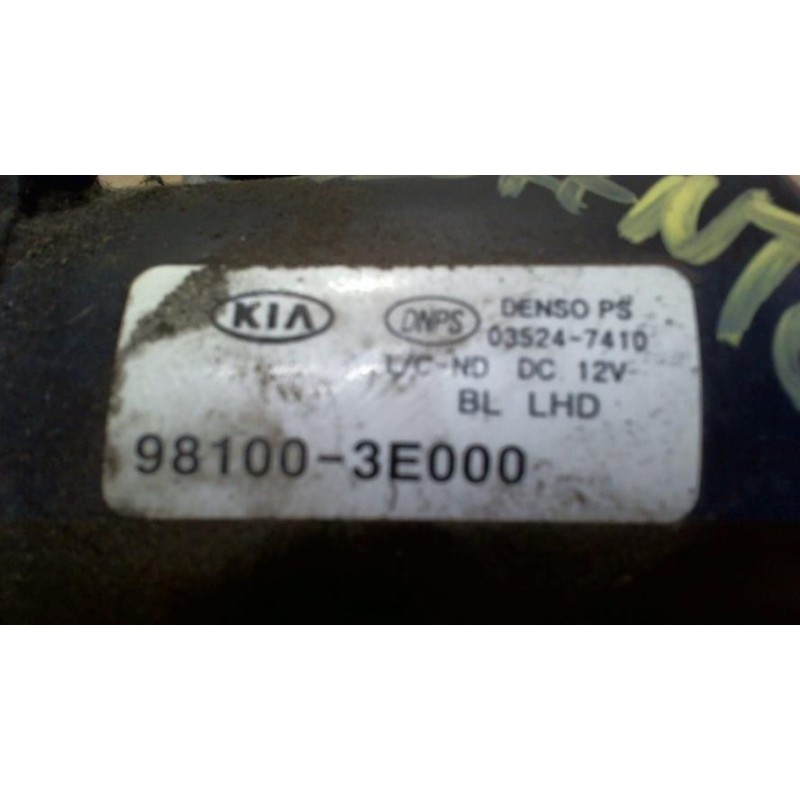 KIA
DNPS
DENSO PS
03524-7410
L/C-ND DC 12V
BL LHD
98100-3E000